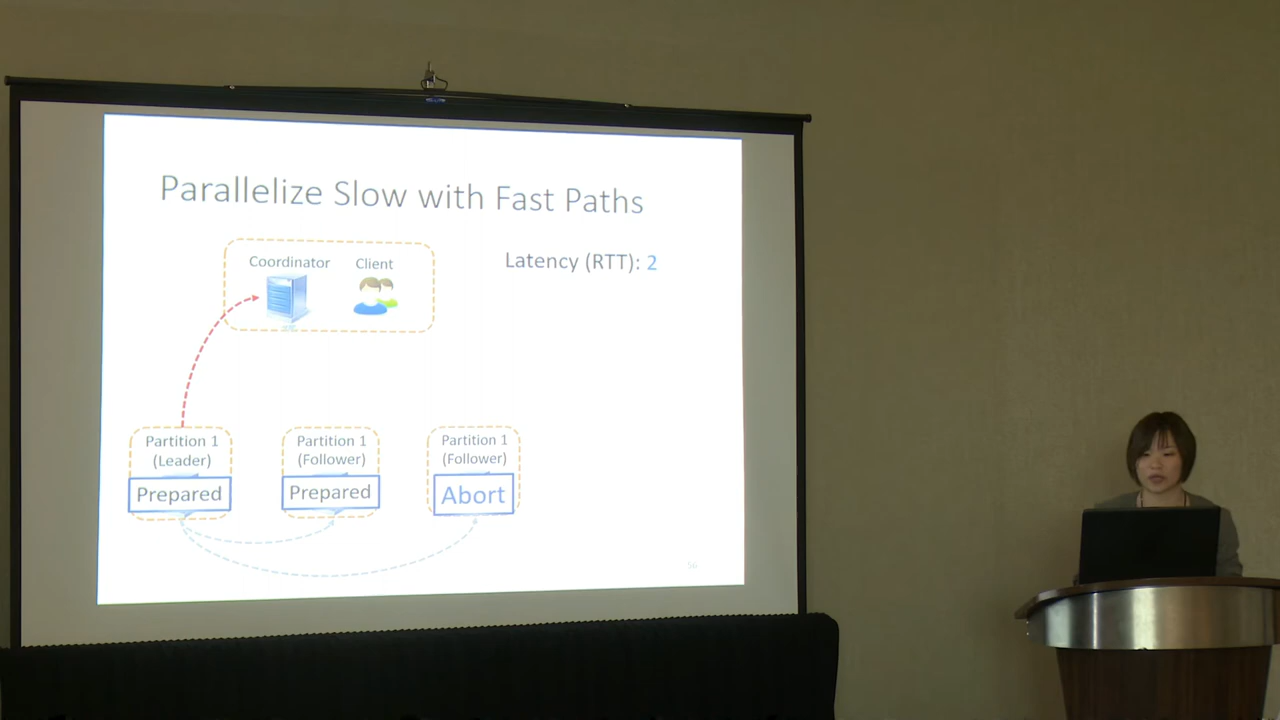 Parallelize Slow with Fast Paths
Coordinator Client
Latency (RTT): 2
Partition 1
(Leader)
Prepared
Partition 1
(Follower)
Prepared
Partition 1
(Follower)
Abort
56